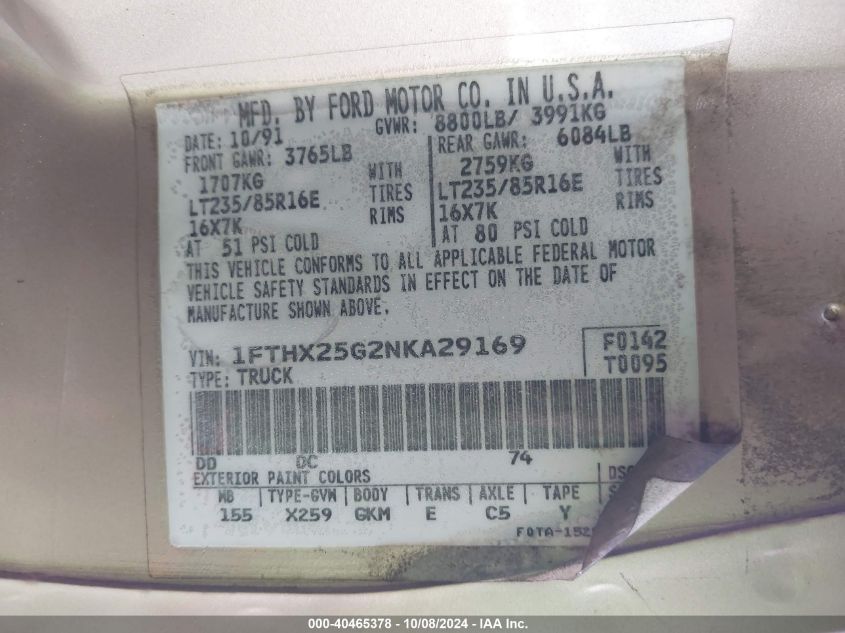 MFD. BY FORD MOTOR CO. IN U.S.A.
DATE: 10/91 GVWR: 8800LB/ 3991KG
FRONT GAWR: 3765LB REAR GAWR: 6084LB
1707KG WITH 2759KG WITH
LT235/85R16E TIRES LT235/85R16E TIRES
16X7K RIMS 16X7K RIMS
AT 51 PSI COLD AT 80 PSI COLD
THIS VEHICLE CONFORMS TO ALL APPLICABLE FEDERAL MOTOR
VEHICLE SAFETY STANDARDS IN EFFECT ON THE DATE OF
MANUFACTURE SHOWN ABOVE.
VIN: 1FTHX25G2NKA29169 F0142
TYPE: TRUCK T0095
DD DC 74
EXTERIOR PAINT COLORS DSO
WB TYPE-GVW BODY TRANS AXLE TAPE
155 X259 GKM E C5 Y
000-40465378 - 10/08/2024 - IAA Inc.